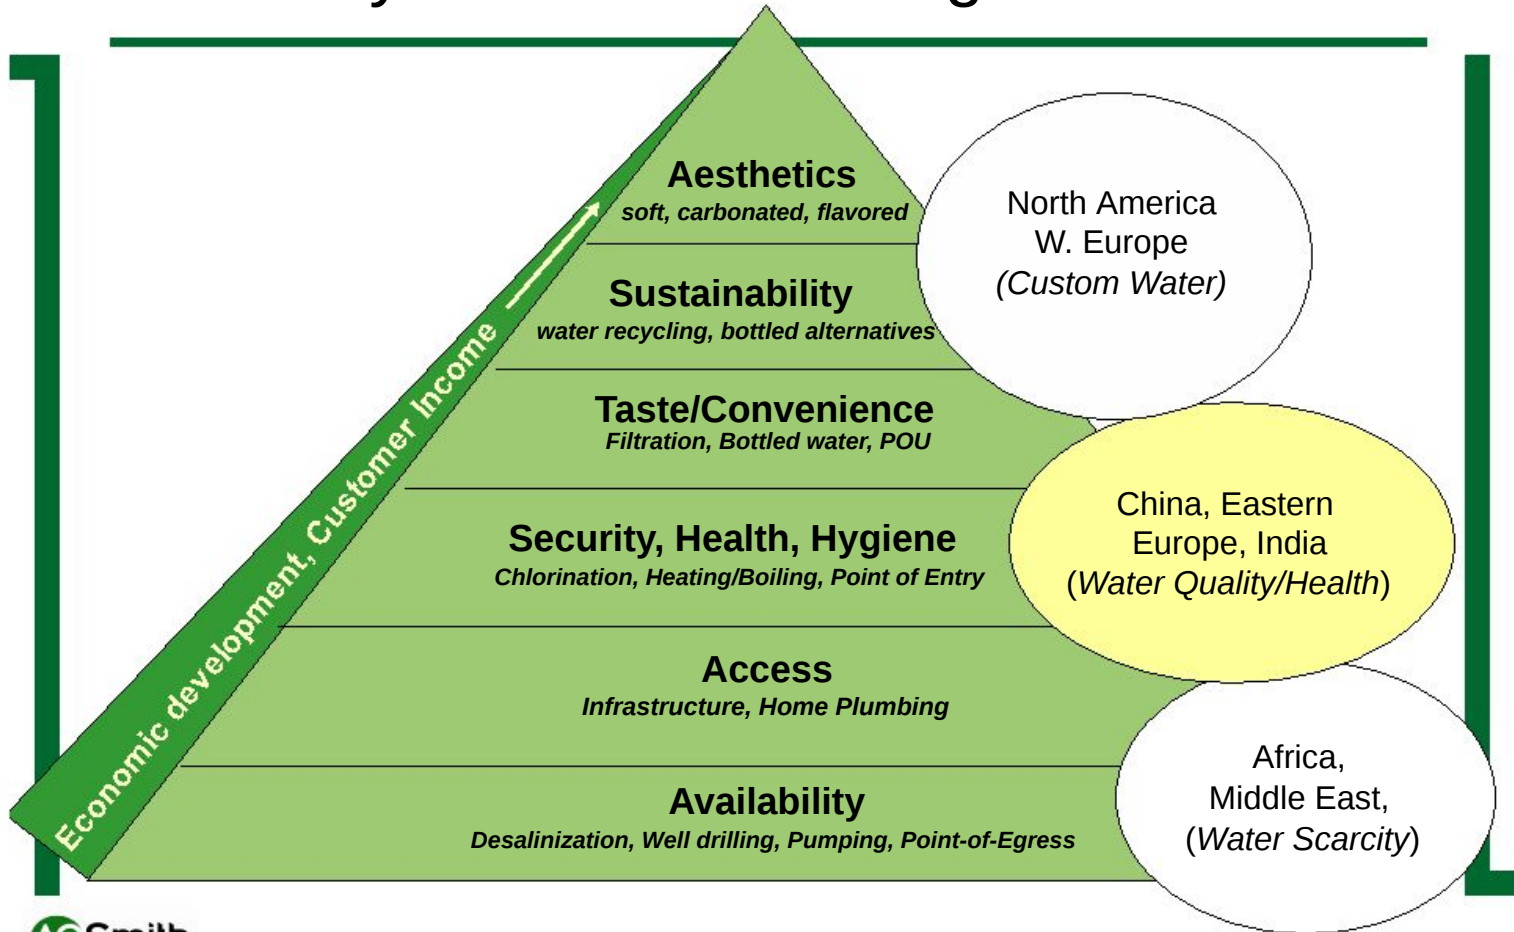 Aesthetics
soft, carbonated, flavored
Sustainability
water recycling, bottled alternatives
Taste/Convenience
Filtration, Bottled water, POU
Security, Health, Hygiene
Chlorination, Heating/Boiling, Point of Entry
Access
Infrastructure, Home Plumbing
Availability
Desalinization, Well drilling, Pumping, Point-of-Egress
Economic development, Customer Income
North America
W. Europe
(Custom Water)
China, Eastern
Europe, India
(Water Quality/Health)
Africa,
Middle East,
(Water Scarcity)
AO Smith